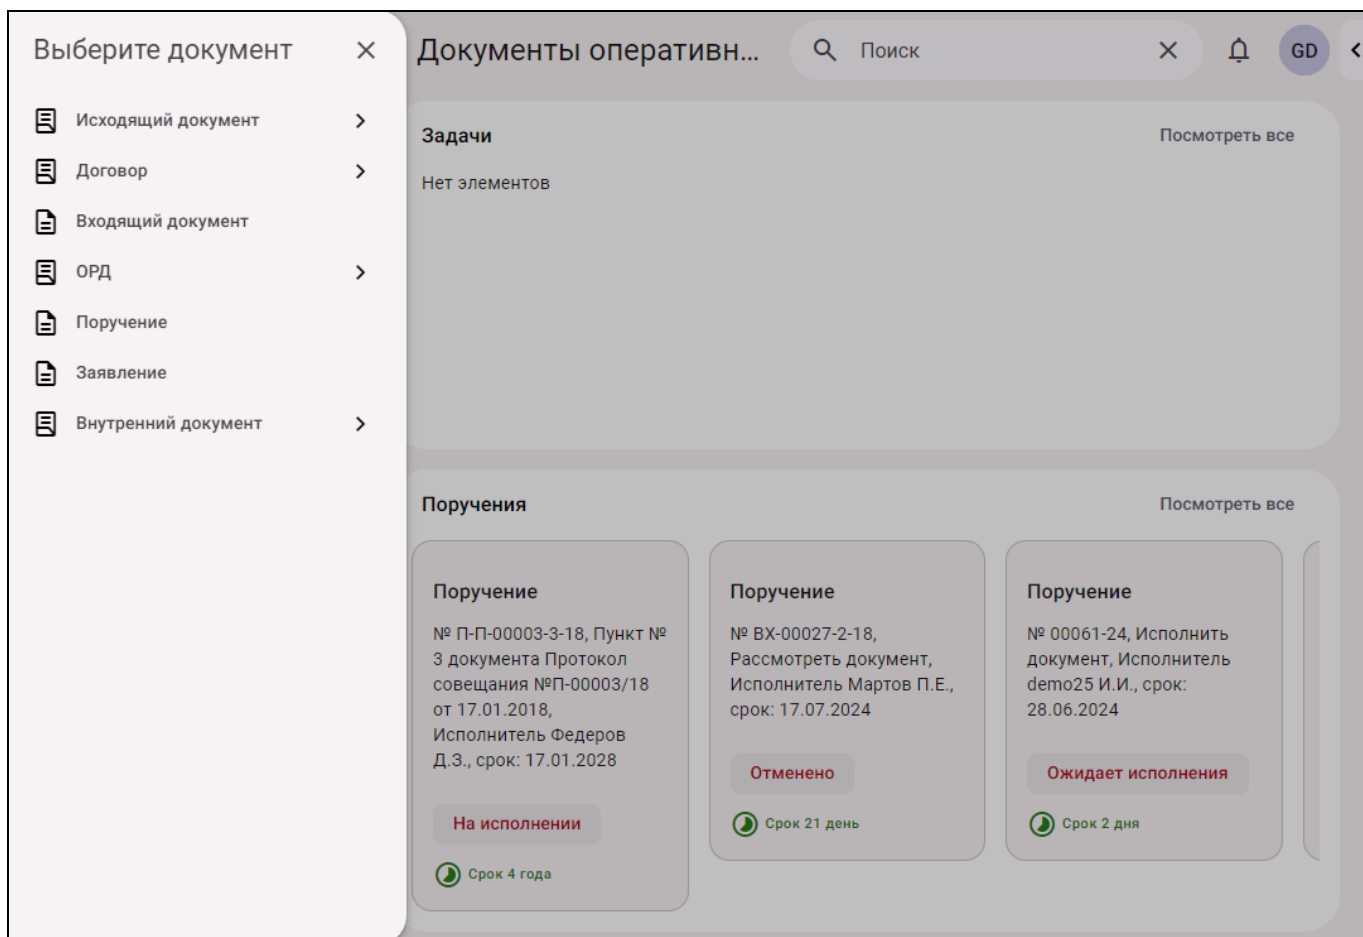 Выберите документ
Исходящий документ
Договор
Входящий документ
ОРД
Поручение
Заявление
Внутренний документ
Документы оперативн...
Поиск
GD
Задачи
Посмотреть все
Нет элементов
Поручения
Посмотреть все
Поручение
№ П-П-00003-3-18, Пункт №
3 документа Протокол
совещания №П-00003/18
от 17.01.2018,
Исполнитель Федеров
Д.З., срок: 17.01.2028
На исполнении
Срок 4 года
Поручение
№ ВХ-00027-2-18,
Рассмотреть документ,
Исполнитель Мартов П.Е.,
срок: 17.07.2024
Отменено
Срок 21 день
Поручение
№ 00061-24, Исполнить
документ, Исполнитель
demo25 И.И., срок:
28.06.2024
Ожидает исполнения
Срок 2 дня